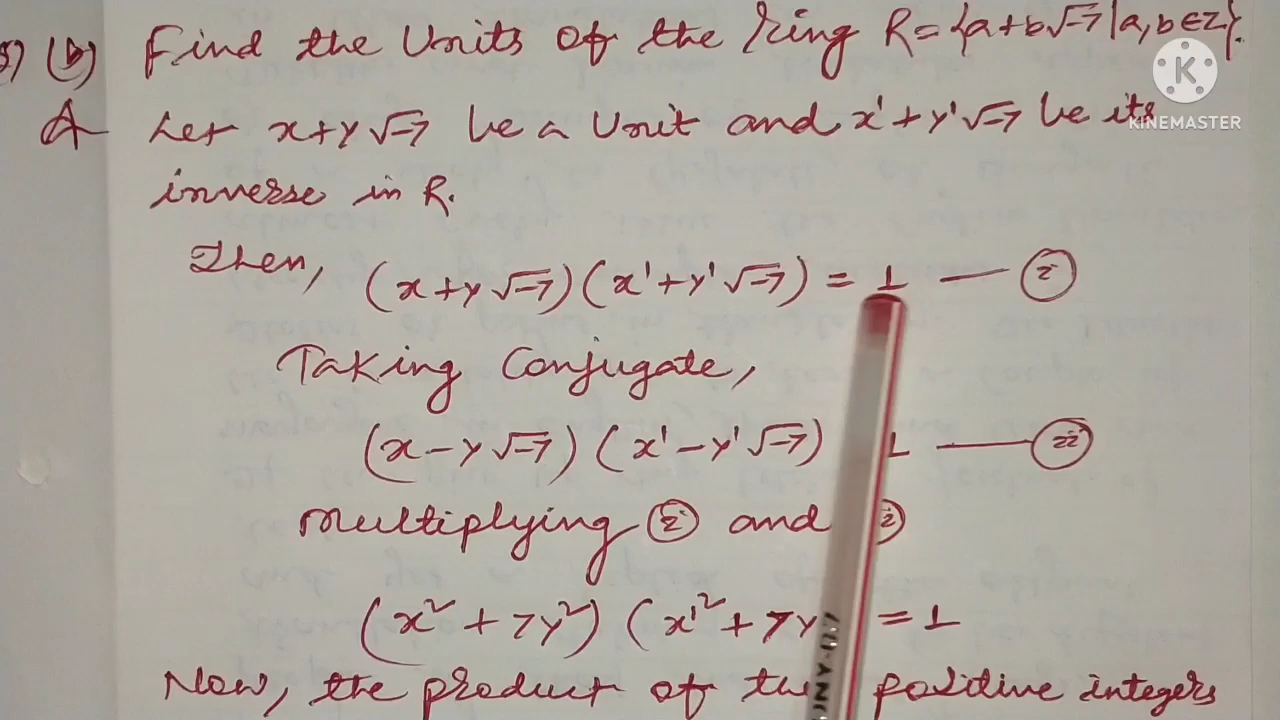 (b) Find the Units of the ring R={a+b√-7 | a, b ∈ Z}.
KINEMASTER
A Let x+y√-7 be a Unit and x'+y'√-7 be its
inverse in R.
Then, (x+y√-7)(x'+y'√-7) = 1 — (i)
Taking Conjugate,
(x-y√-7)(x'-y'√-7) 1 — (ii)
Multiplying (i) and
(x²+7y²)(x'²+7y = 1
Now, the product of the positive integers